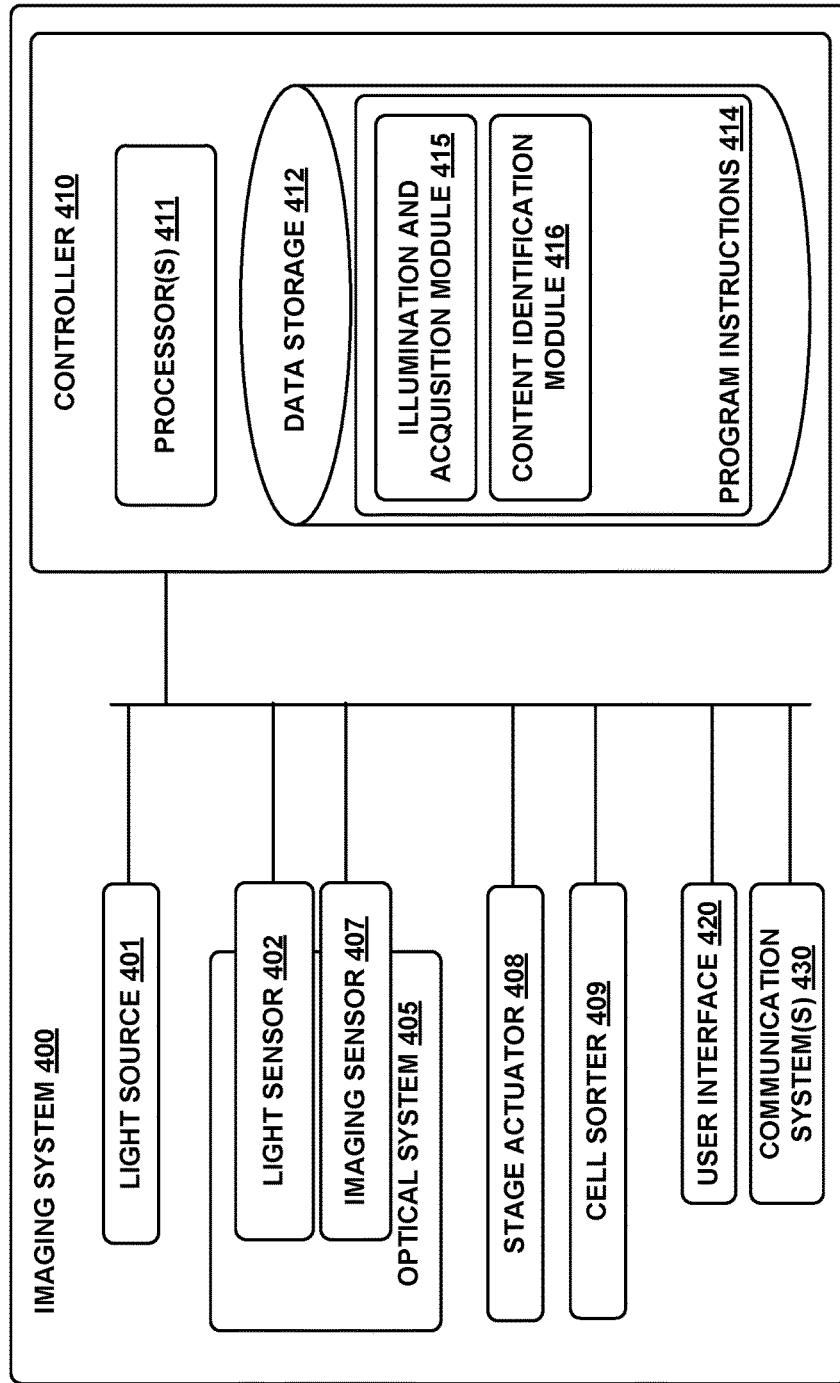 IMAGING SYSTEM 400
LIGHT SOURCE 401
LIGHT SENSOR 402
IMAGING SENSOR 407
OPTICAL SYSTEM 405
STAGE ACTUATOR 408
CELL SORTER 409
USER INTERFACE 420
COMMUNICATION
SYSTEM(S) 430
CONTROLLER 410
PROCESSOR(S) 411
DATA STORAGE 412
ILLUMINATION AND
ACQUISITION MODULE 415
CONTENT IDENTIFICATION
MODULE 416
PROGRAM INSTRUCTIONS 414